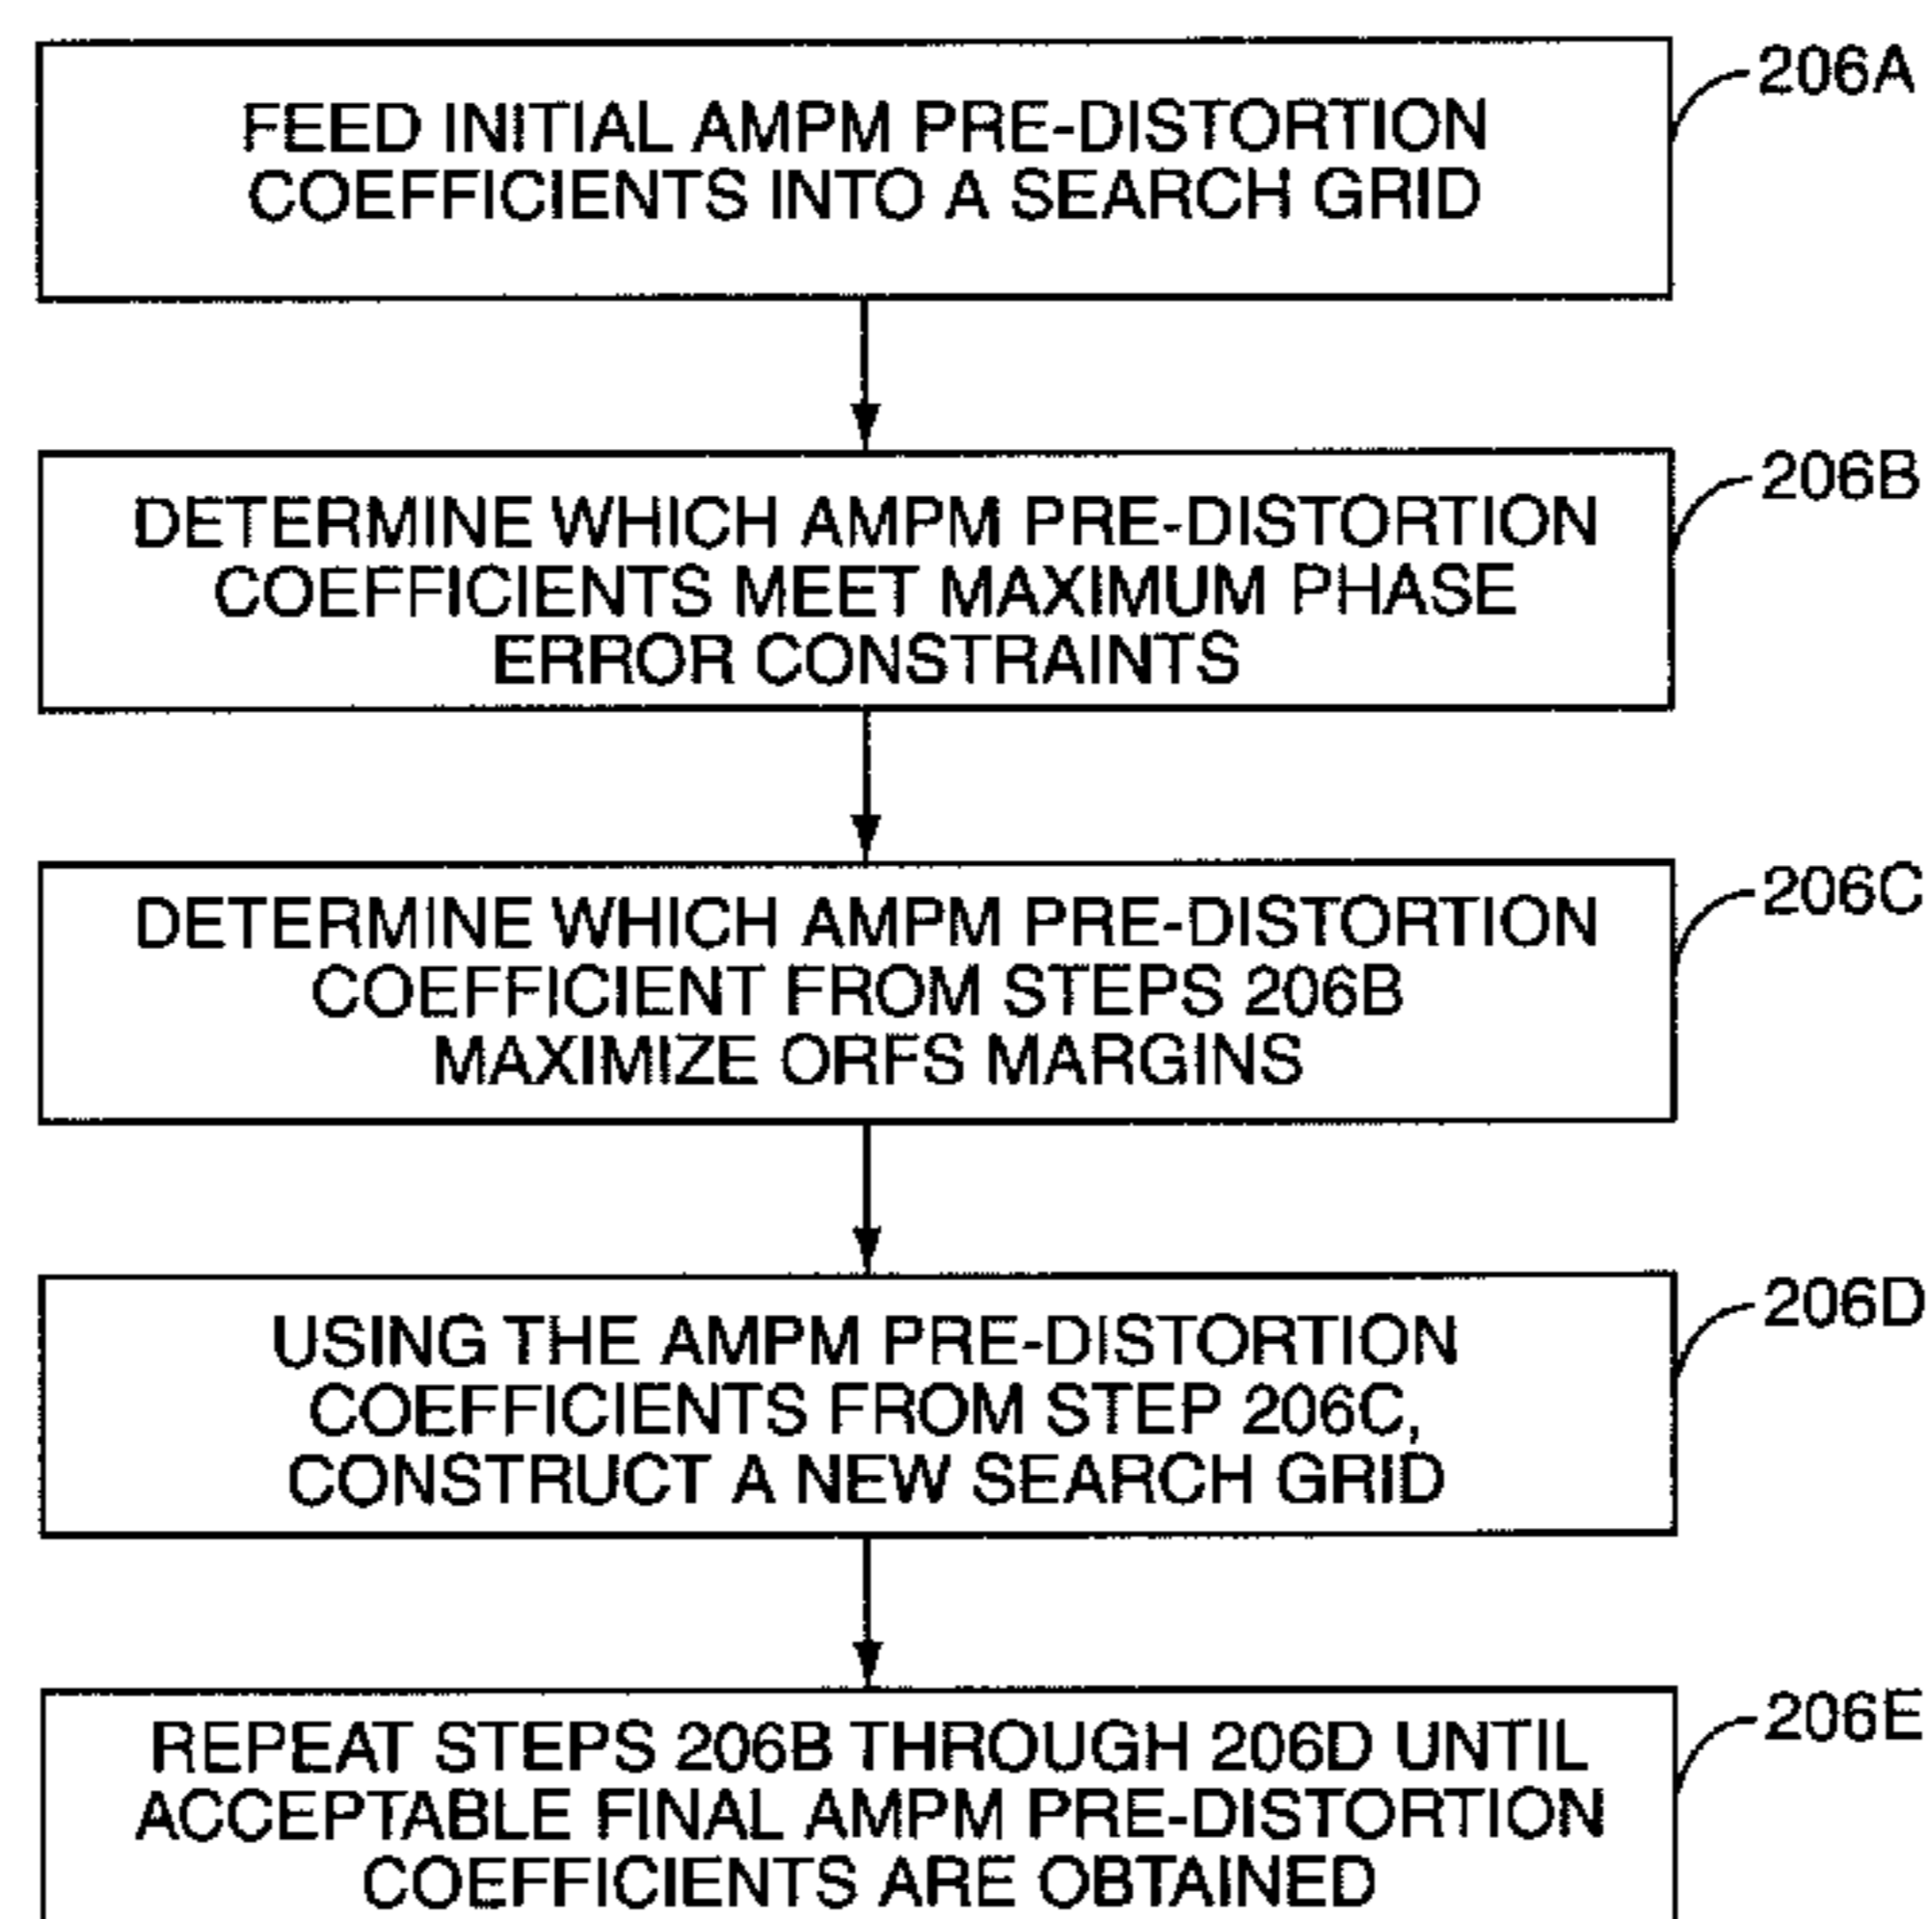 FEED INITIAL AMPM PRE-DISTORTION
COEFFICIENTS INTO A SEARCH GRID
206A
DETERMINE WHICH AMPM PRE-DISTORTION
COEFFICIENTS MEET MAXIMUM PHASE
ERROR CONSTRAINTS
206B
DETERMINE WHICH AMPM PRE-DISTORTION
COEFFICIENT FROM STEPS 206B
MAXIMIZE ORFS MARGINS
206C
USING THE AMPM PRE-DISTORTION
COEFFICIENTS FROM STEP 206C,
CONSTRUCT A NEW SEARCH GRID
206D
REPEAT STEPS 206B THROUGH 206D UNTIL
ACCEPTABLE FINAL AMPM PRE-DISTORTION
COEFFICIENTS ARE OBTAINED
206E